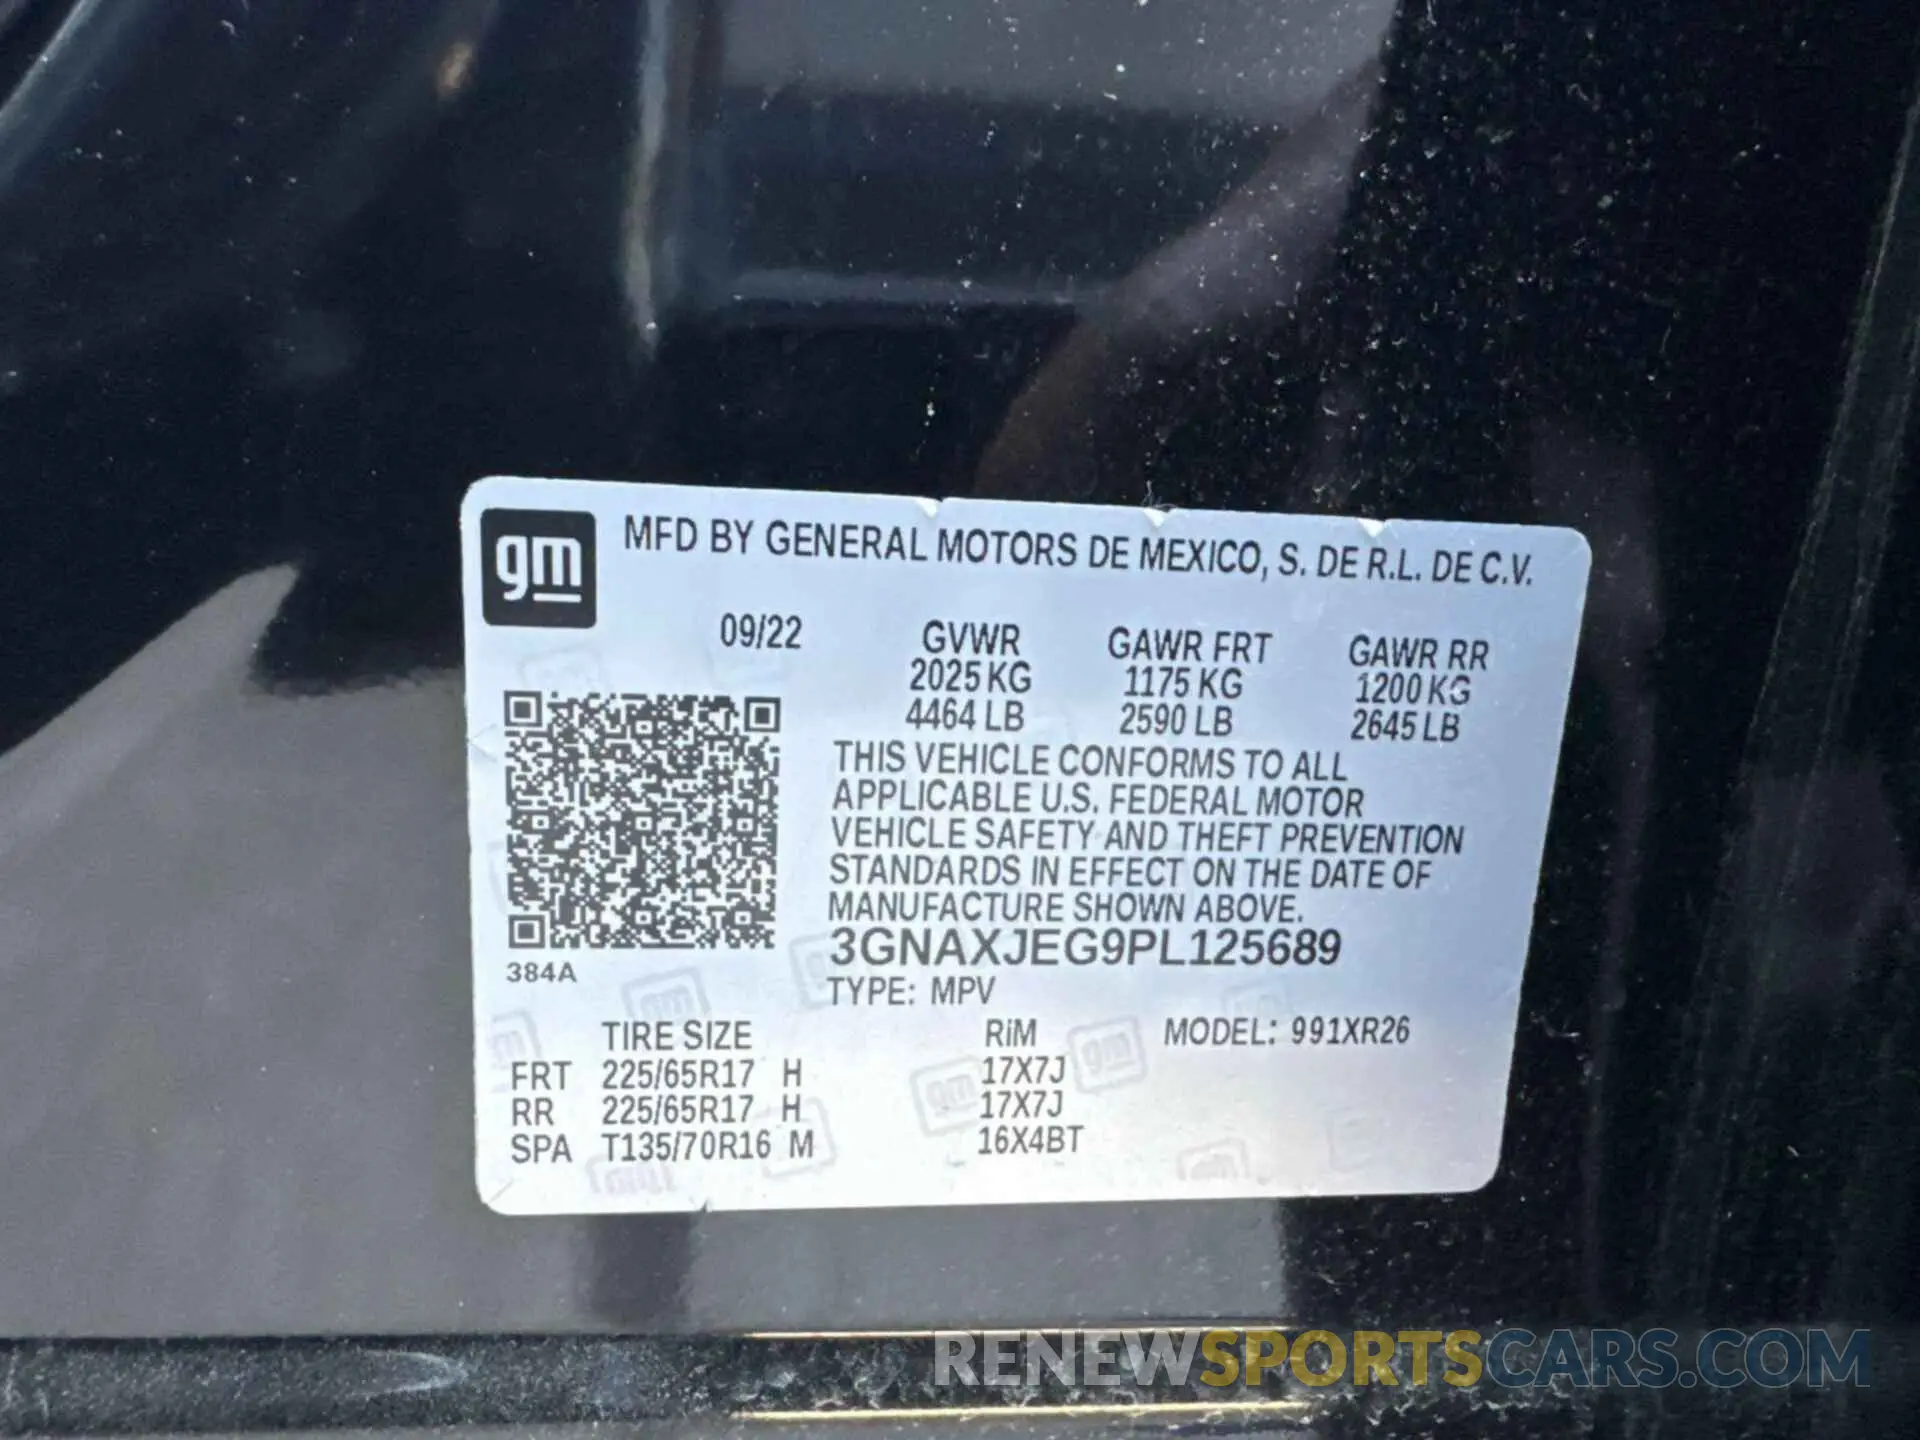 gm
MFD BY GENERAL MOTORS DE MEXICO, S. DE R.L. DE C.V.
09/22 GVWR GAWR FRT GAWR RR
2025 KG 1175 KG 1200 KG
4464 LB 2590 LB 2645 LB
THIS VEHICLE CONFORMS TO ALL
APPLICABLE U.S. FEDERAL MOTOR
VEHICLE SAFETY AND THEFT PREVENTION
STANDARDS IN EFFECT ON THE DATE OF
MANUFACTURE SHOWN ABOVE.
3GNAXJEG9PL125689
384A
TYPE: MPV
TIRE SIZE RiM MODEL: 991XR26
FRT 225/65R17 H 17X7J
RR 225/65R17 H 17X7J
SPA T135/70R16 M 16X4BT
RENEWSPORTSCARS.COM